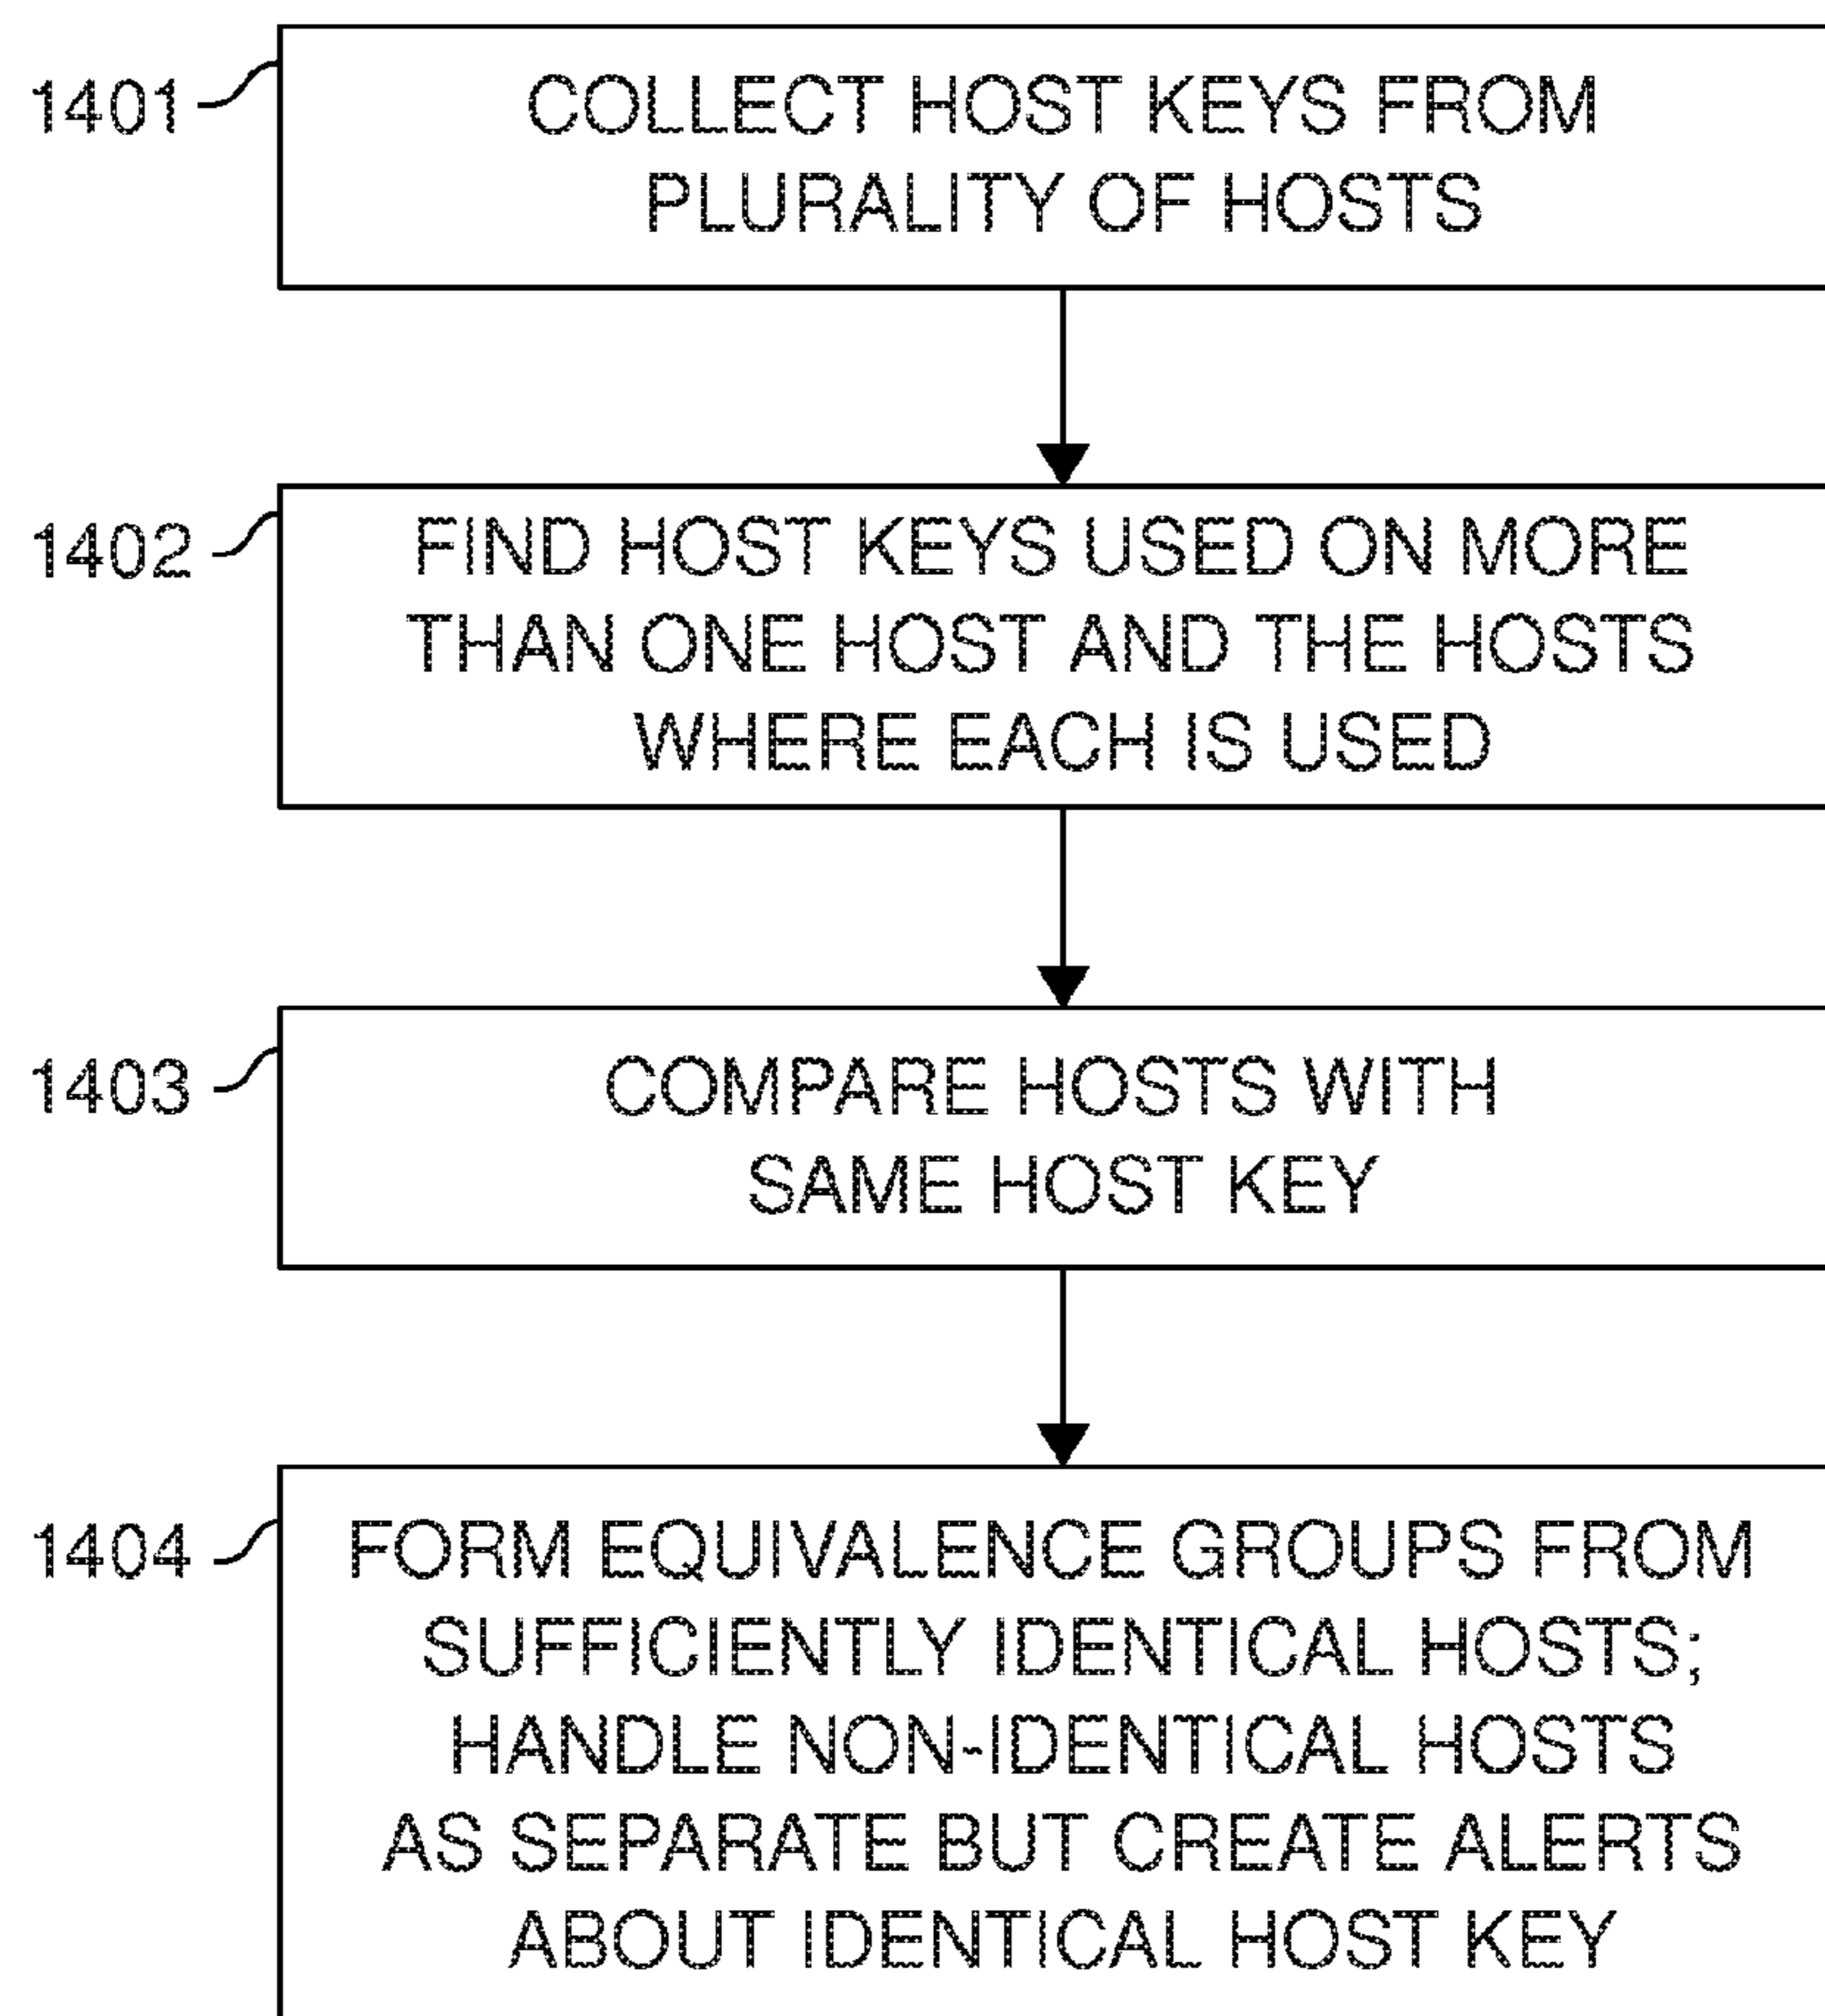 1401
COLLECT HOST KEYS FROM
PLURALITY OF HOSTS
1402
FIND HOST KEYS USED ON MORE
THAN ONE HOST AND THE HOSTS
WHERE EACH IS USED
1403
COMPARE HOSTS WITH
SAME HOST KEY
1404
FORM EQUIVALENCE GROUPS FROM
SUFFICIENTLY IDENTICAL HOSTS;
HANDLE NON-IDENTICAL HOSTS
AS SEPARATE BUT CREATE ALERTS
ABOUT IDENTICAL HOST KEY